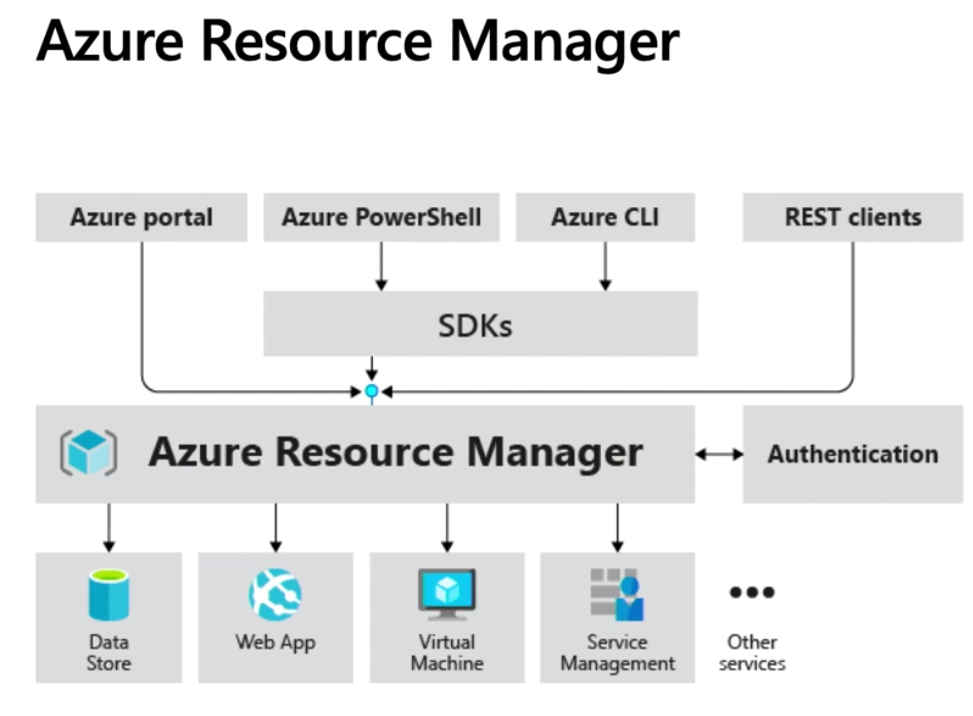 Azure Resource Manager
Azure portal
Azure PowerShell
Azure CLI
REST clients
SDKs
Azure Resource Manager
Authentication
Data
Store
Web App
Virtual
Machine
Service
Management
Other
services